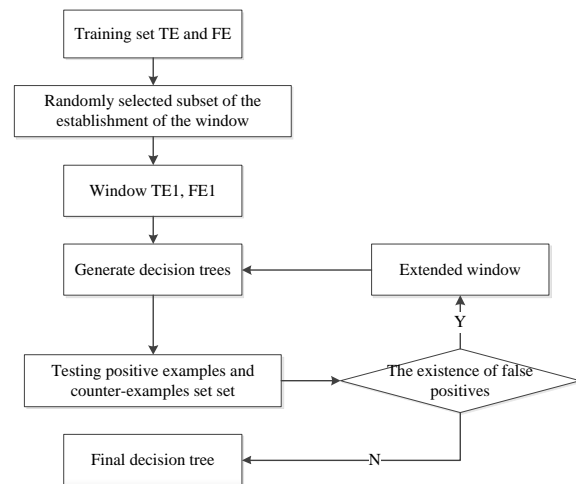 Training set TE and FE
Randomly selected subset of the
establishment of the window
Window TE1, FE1
Generate decision trees
Extended window
Y
Testing positive examples and
counter-examples set set
The existence of false
positives
Final decision tree
N